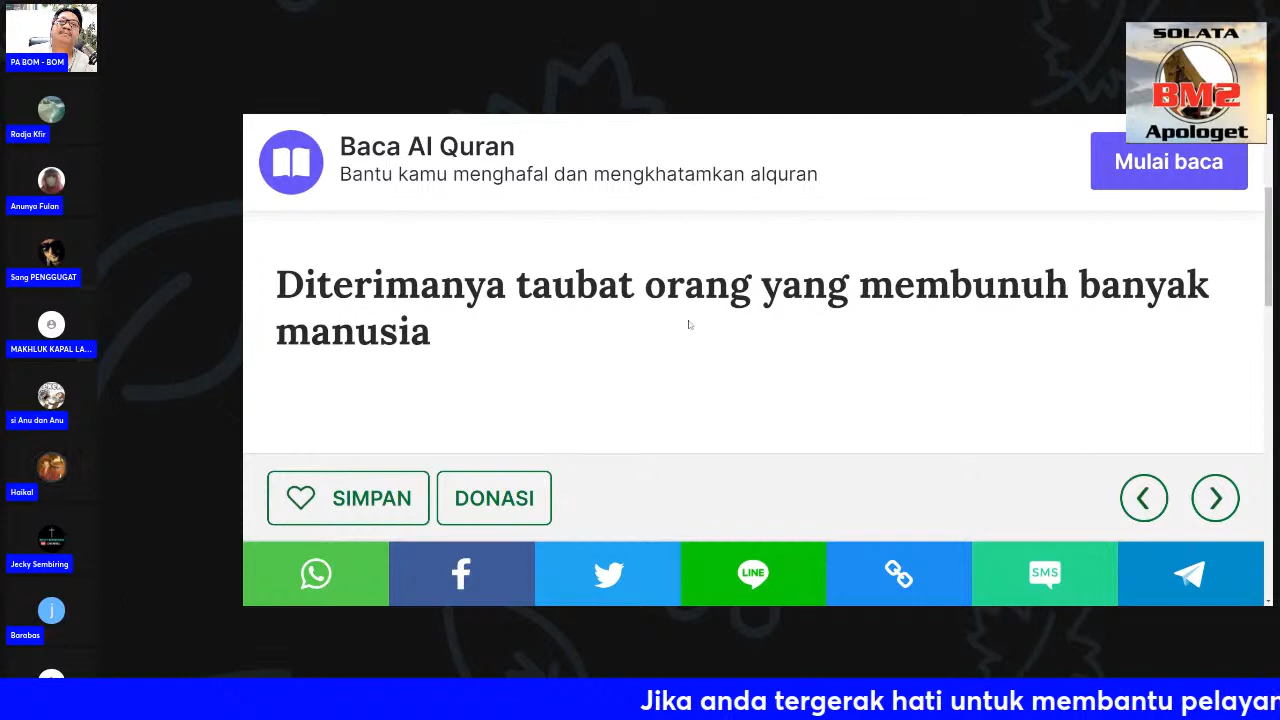 PA BOM - BOM
Radja Kfir
Anunya Fulan
Sang PENGGUGAT
MAKHLUK KAPAL LA...
si Anu dan Anu
Haikal
Jecky Sembiring
j
Barabas
SOLATA
BM2
Apologet
Baca Al Quran
Bantu kamu menghafal dan mengkhatamkan alquran
Mulai baca
Diterimanya taubat orang yang membunuh banyak
manusia
SIMPAN
DONASI
LINE
SMS
Jika anda tergerak hati untuk membantu pelayan